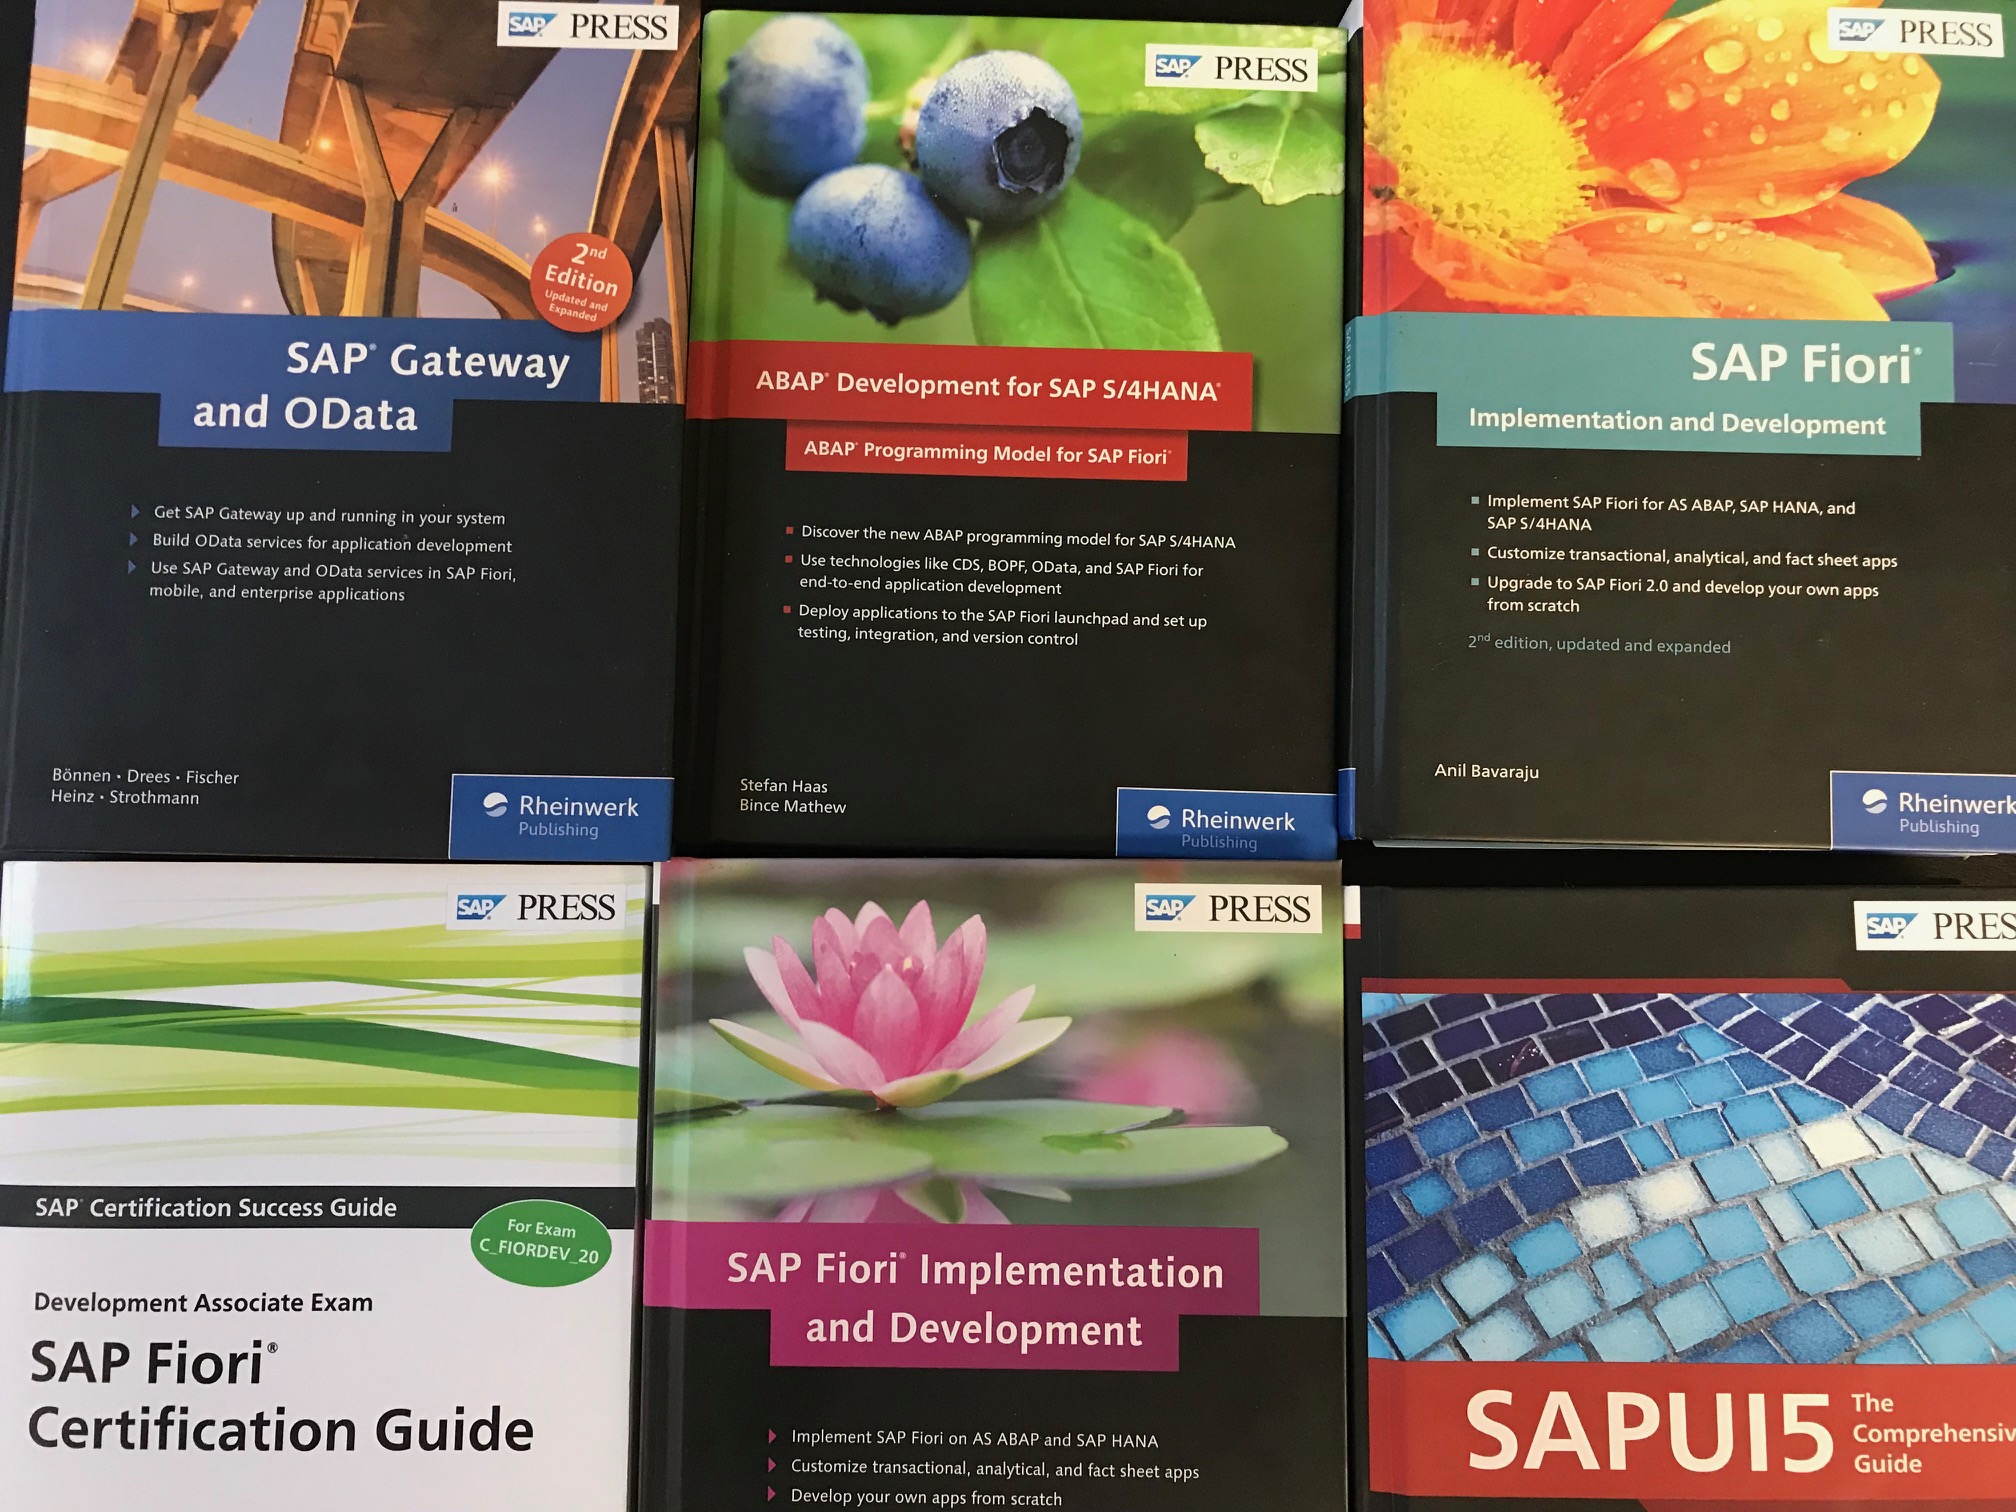 SAP PRESS
2nd
Edition
Updated and
Expanded
SAP® Gateway
and OData
Get SAP Gateway up and running in your system
Build OData services for application development
Use SAP Gateway and OData services in SAP Fiori,
mobile, and enterprise applications
Bönnen · Drees · Fischer
Heinz · Strothmann
Rheinwerk
Publishing
SAP PRESS
ABAP® Development for SAP S/4HANA®
ABAP® Programming Model for SAP Fiori®
Discover the new ABAP programming model for SAP S/4HANA
Use technologies like CDS, BOPF, OData, and SAP Fiori for
end-to-end application development
Deploy applications to the SAP Fiori launchpad and set up
testing, integration, and version control
Stefan Haas
Bince Mathew
Rheinwerk
Publishing
SAP PRESS
SAP PRESS
SAP Fiori®
Implementation and Development
Implement SAP Fiori for AS ABAP, SAP HANA, and
SAP S/4HANA
Customize transactional, analytical, and fact sheet apps
Upgrade to SAP Fiori 2.0 and develop your own apps
from scratch
2nd edition, updated and expanded
Anil Bavaraju
Rheinwerk
Publishing
SAP PRESS
SAP® Certification Success Guide
For Exam
C_FIORDEV_20
Development Associate Exam
SAP Fiori®
Certification Guide
SAP PRESS
SAP Fiori® Implementation
and Development
Implement SAP Fiori on AS ABAP and SAP HANA
Customize transactional, analytical, and fact sheet apps
Develop your own apps from scratch
SAP PRES
SAPUI5
The
Comprehensiv
Guide